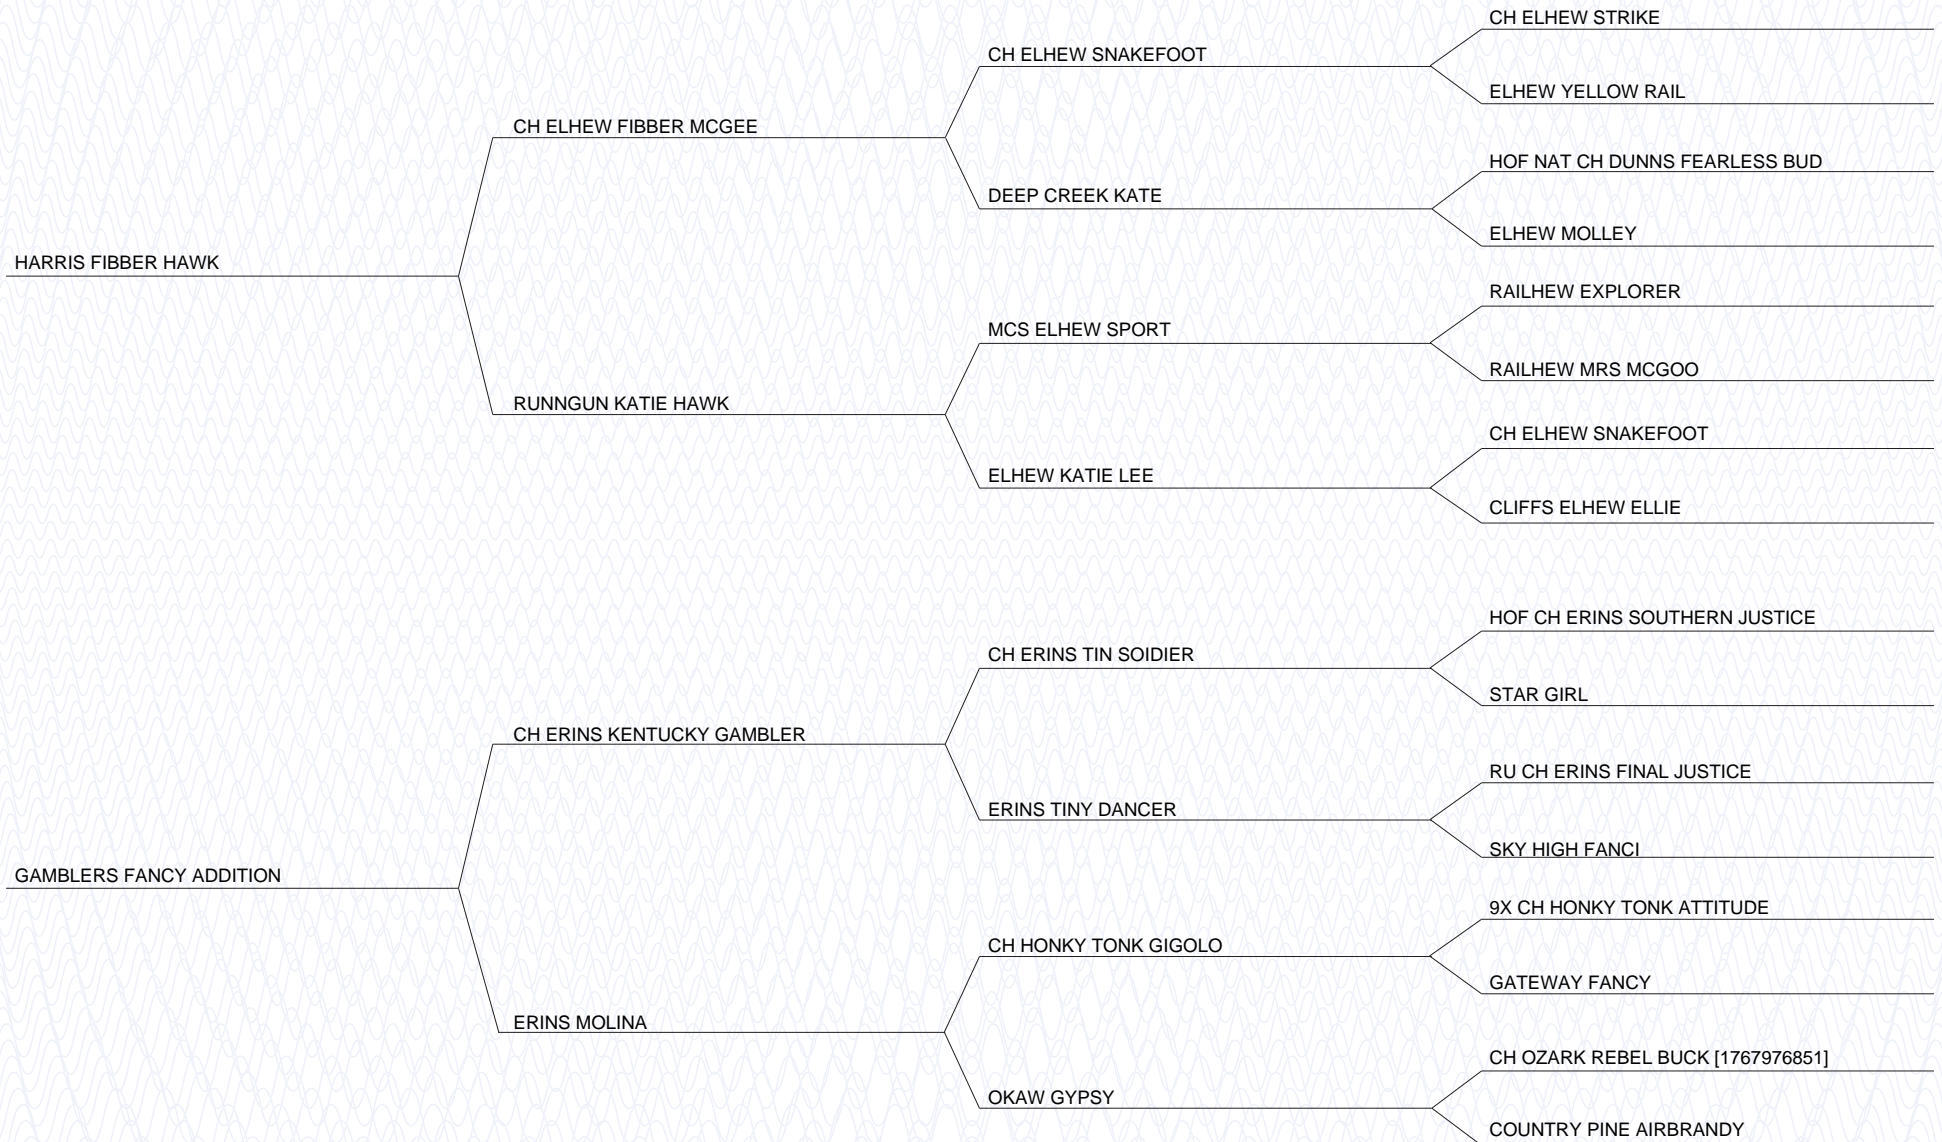 CH ELHEW STRIKE
CH ELHEW SNAKEFOOT
ELHEW YELLOW RAIL
CH ELHEW FIBBER MCGEE
HOF NAT CH DUNNS FEARLESS BUD
DEEP CREEK KATE
ELHEW MOLLEY
HARRIS FIBBER HAWK
RAILHEW EXPLORER
MCS ELHEW SPORT
RAILHEW MRS MCGOO
RUNNGUN KATIE HAWK
CH ELHEW SNAKEFOOT
ELHEW KATIE LEE
CLIFFS ELHEW ELLIE
HOF CH ERINS SOUTHERN JUSTICE
CH ERINS TIN SOIDIER
STAR GIRL
CH ERINS KENTUCKY GAMBLER
RU CH ERINS FINAL JUSTICE
ERINS TINY DANCER
SKY HIGH FANCI
GAMBLERS FANCY ADDITION
9X CH HONKY TONK ATTITUDE
CH HONKY TONK GIGOLO
GATEWAY FANCY
ERINS MOLINA
CH OZARK REBEL BUCK [1767976851]
OKAW GYPSY
COUNTRY PINE AIRBRANDY